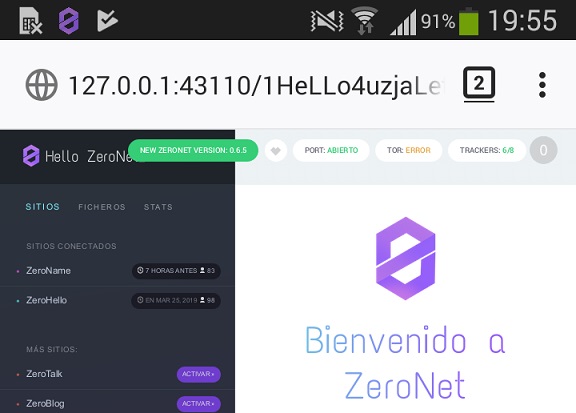 91% 19:55
127.0.0.1:43110/1HeLLo4uzjaLe 2
Hello ZeroNet
NEW ZERONET VERSION: 0.6.5
PORT: ABIERTO
TOR: ERROR
TRACKERS: 6/8
0
SITIOS FICHEROS STATS
SITIOS CONECTADOS
ZeroName 7 HORAS ANTES 83
ZeroHello EN MAR 25, 2019 98
MÁS SITIOS:
ZeroTalk ACTIVAR
ZeroBlog ACTIVAR
Bienvenido a
ZeroNet